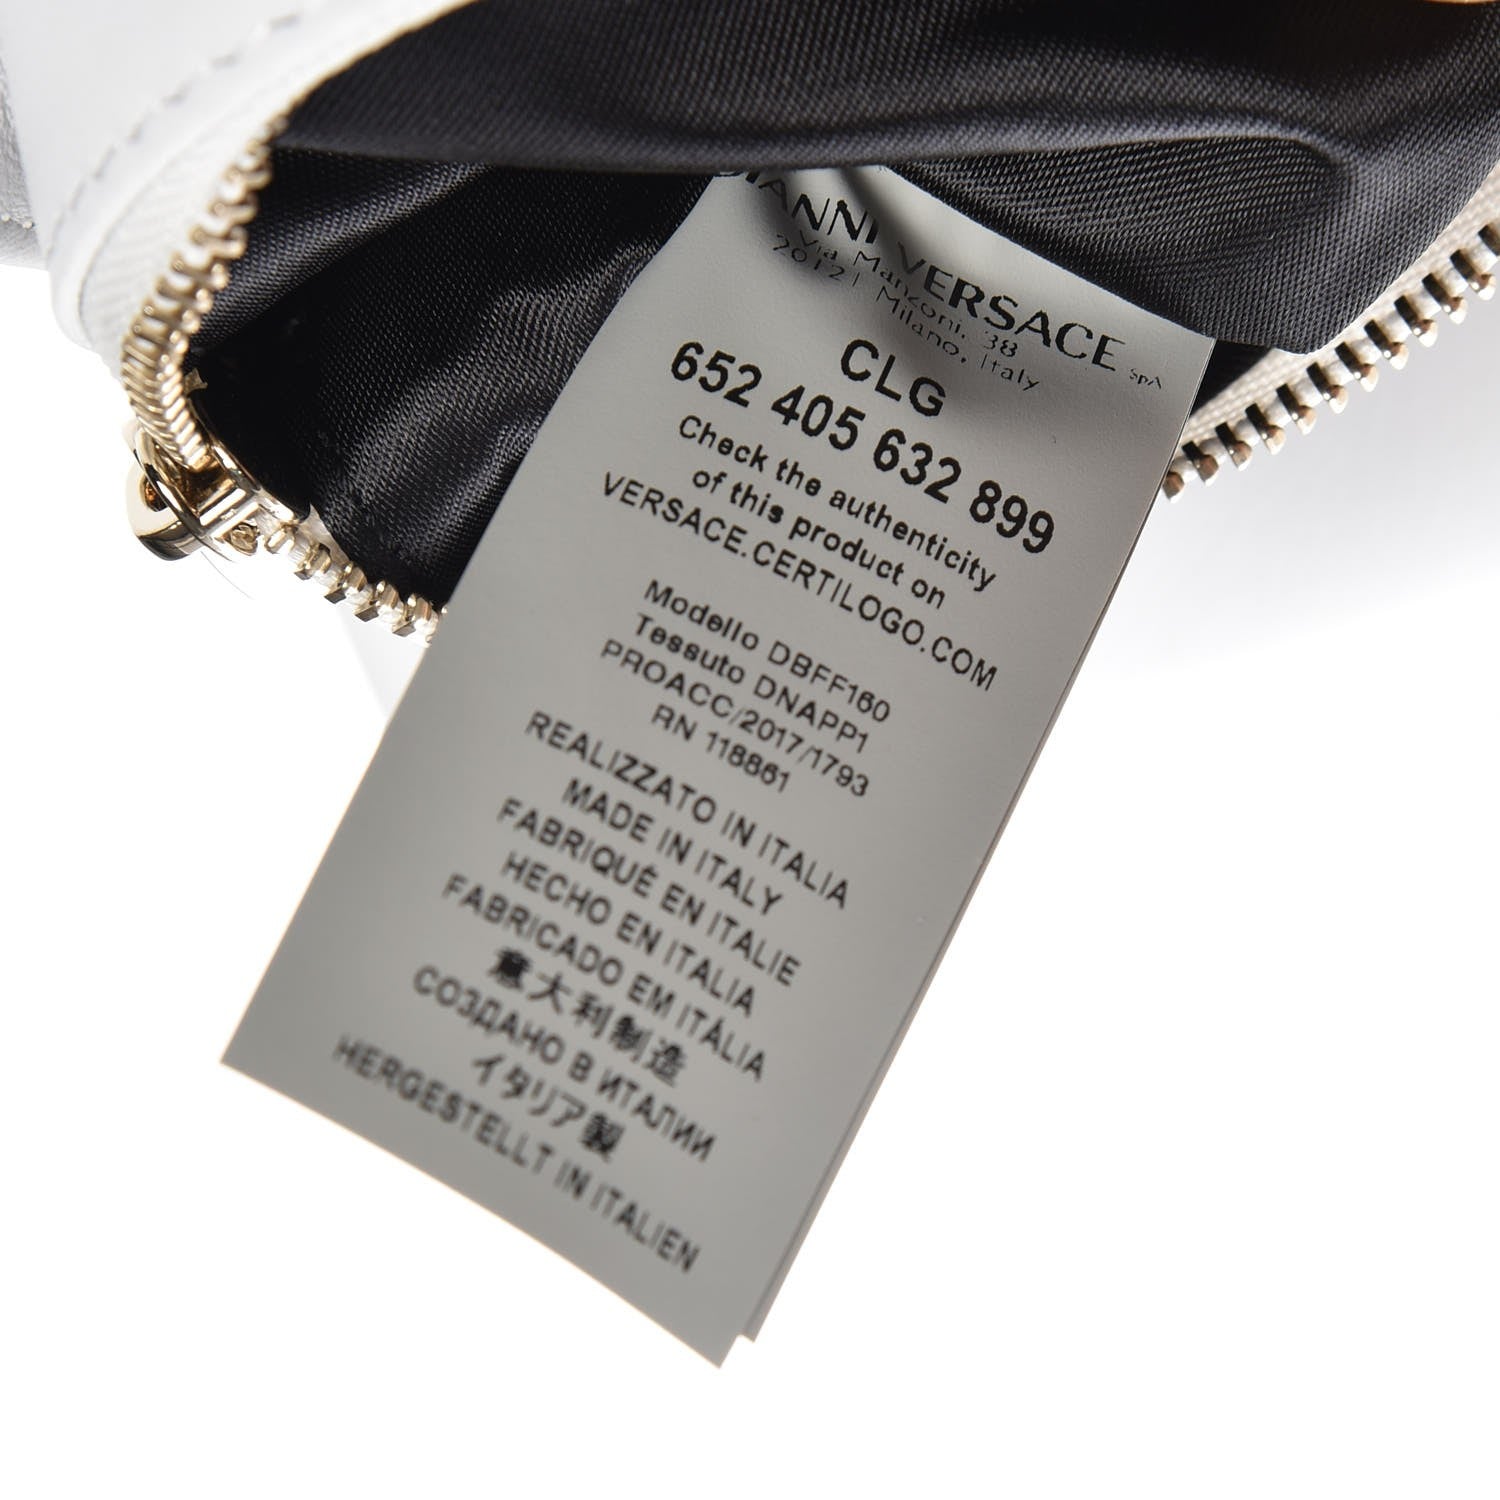 GIANNI VERSACE SpA
Via Manzoni, 38
20121 Milano, Italy
CLG
652 405 632 899
Check the authenticity
of this product on
VERSACE.CERTILOGO.COM
Modello DBFF160
Tessuto DNAPP1
PROACC/2017/1793
RN 118861
REALIZZATO IN ITALIA
MADE IN ITALY
FABRIQUÉ EN ITALIE
HECHO EN ITALIA
FABRICADO EM ITÁLIA
意大利制造
СОЗДАНО В ИТАЛИИ
イタリア製
HERGESTELLT IN ITALIEN